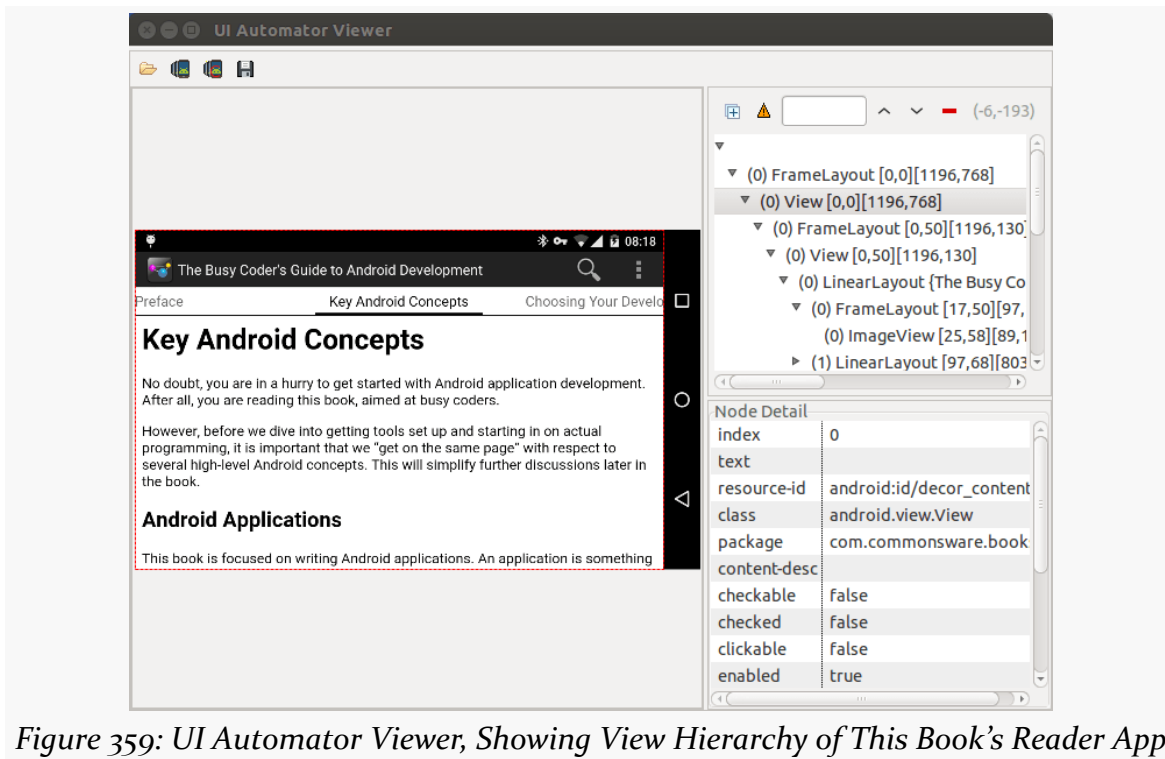 UI Automator Viewer
(-6,-193)
(0) FrameLayout [0,0][1196,768]
(0) View [0,0][1196,768]
(0) FrameLayout [0,50][1196,130]
(0) View [0,50][1196,130]
(0) LinearLayout {The Busy Co
(0) FrameLayout [17,50][97,
(0) ImageView [25,58][89,1
(1) LinearLayout [97,68][803
08:18
The Busy Coder's Guide to Android Development
Preface Key Android Concepts Choosing Your Develo
Key Android Concepts
No doubt, you are in a hurry to get started with Android application development.
After all, you are reading this book, aimed at busy coders.
However, before we dive into getting tools set up and starting in on actual
programming, it is important that we “get on the same page” with respect to
several high-level Android concepts. This will simplify further discussions later in
the book.
Android Applications
This book is focused on writing Android applications. An application is something
Node Detail
index 0
text
resource-id android:id/decor_content
class android.view.View
package com.commonsware.book
content-desc
checkable false
checked false
clickable false
enabled true
Figure 359: UI Automator Viewer, Showing View Hierarchy of This Book’s Reader App